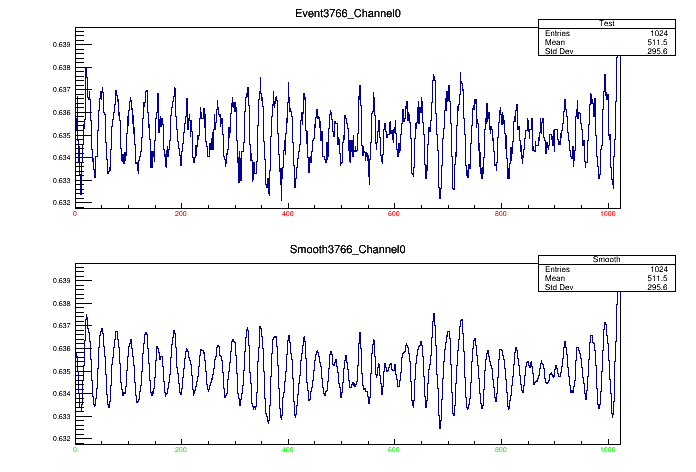 Event3766_Channel0
Test
Entries 1024
Mean 511.5
Std Dev 295.6
0.639
0.638
0.637
0.636
0.635
0.634
0.633
0.632
0 200 400 600 800 1000
Smooth3766_Channel0
Smooth
Entries 1024
Mean 511.5
Std Dev 295.6
0.639
0.638
0.637
0.636
0.635
0.634
0.633
0.632
0 200 400 600 800 1000